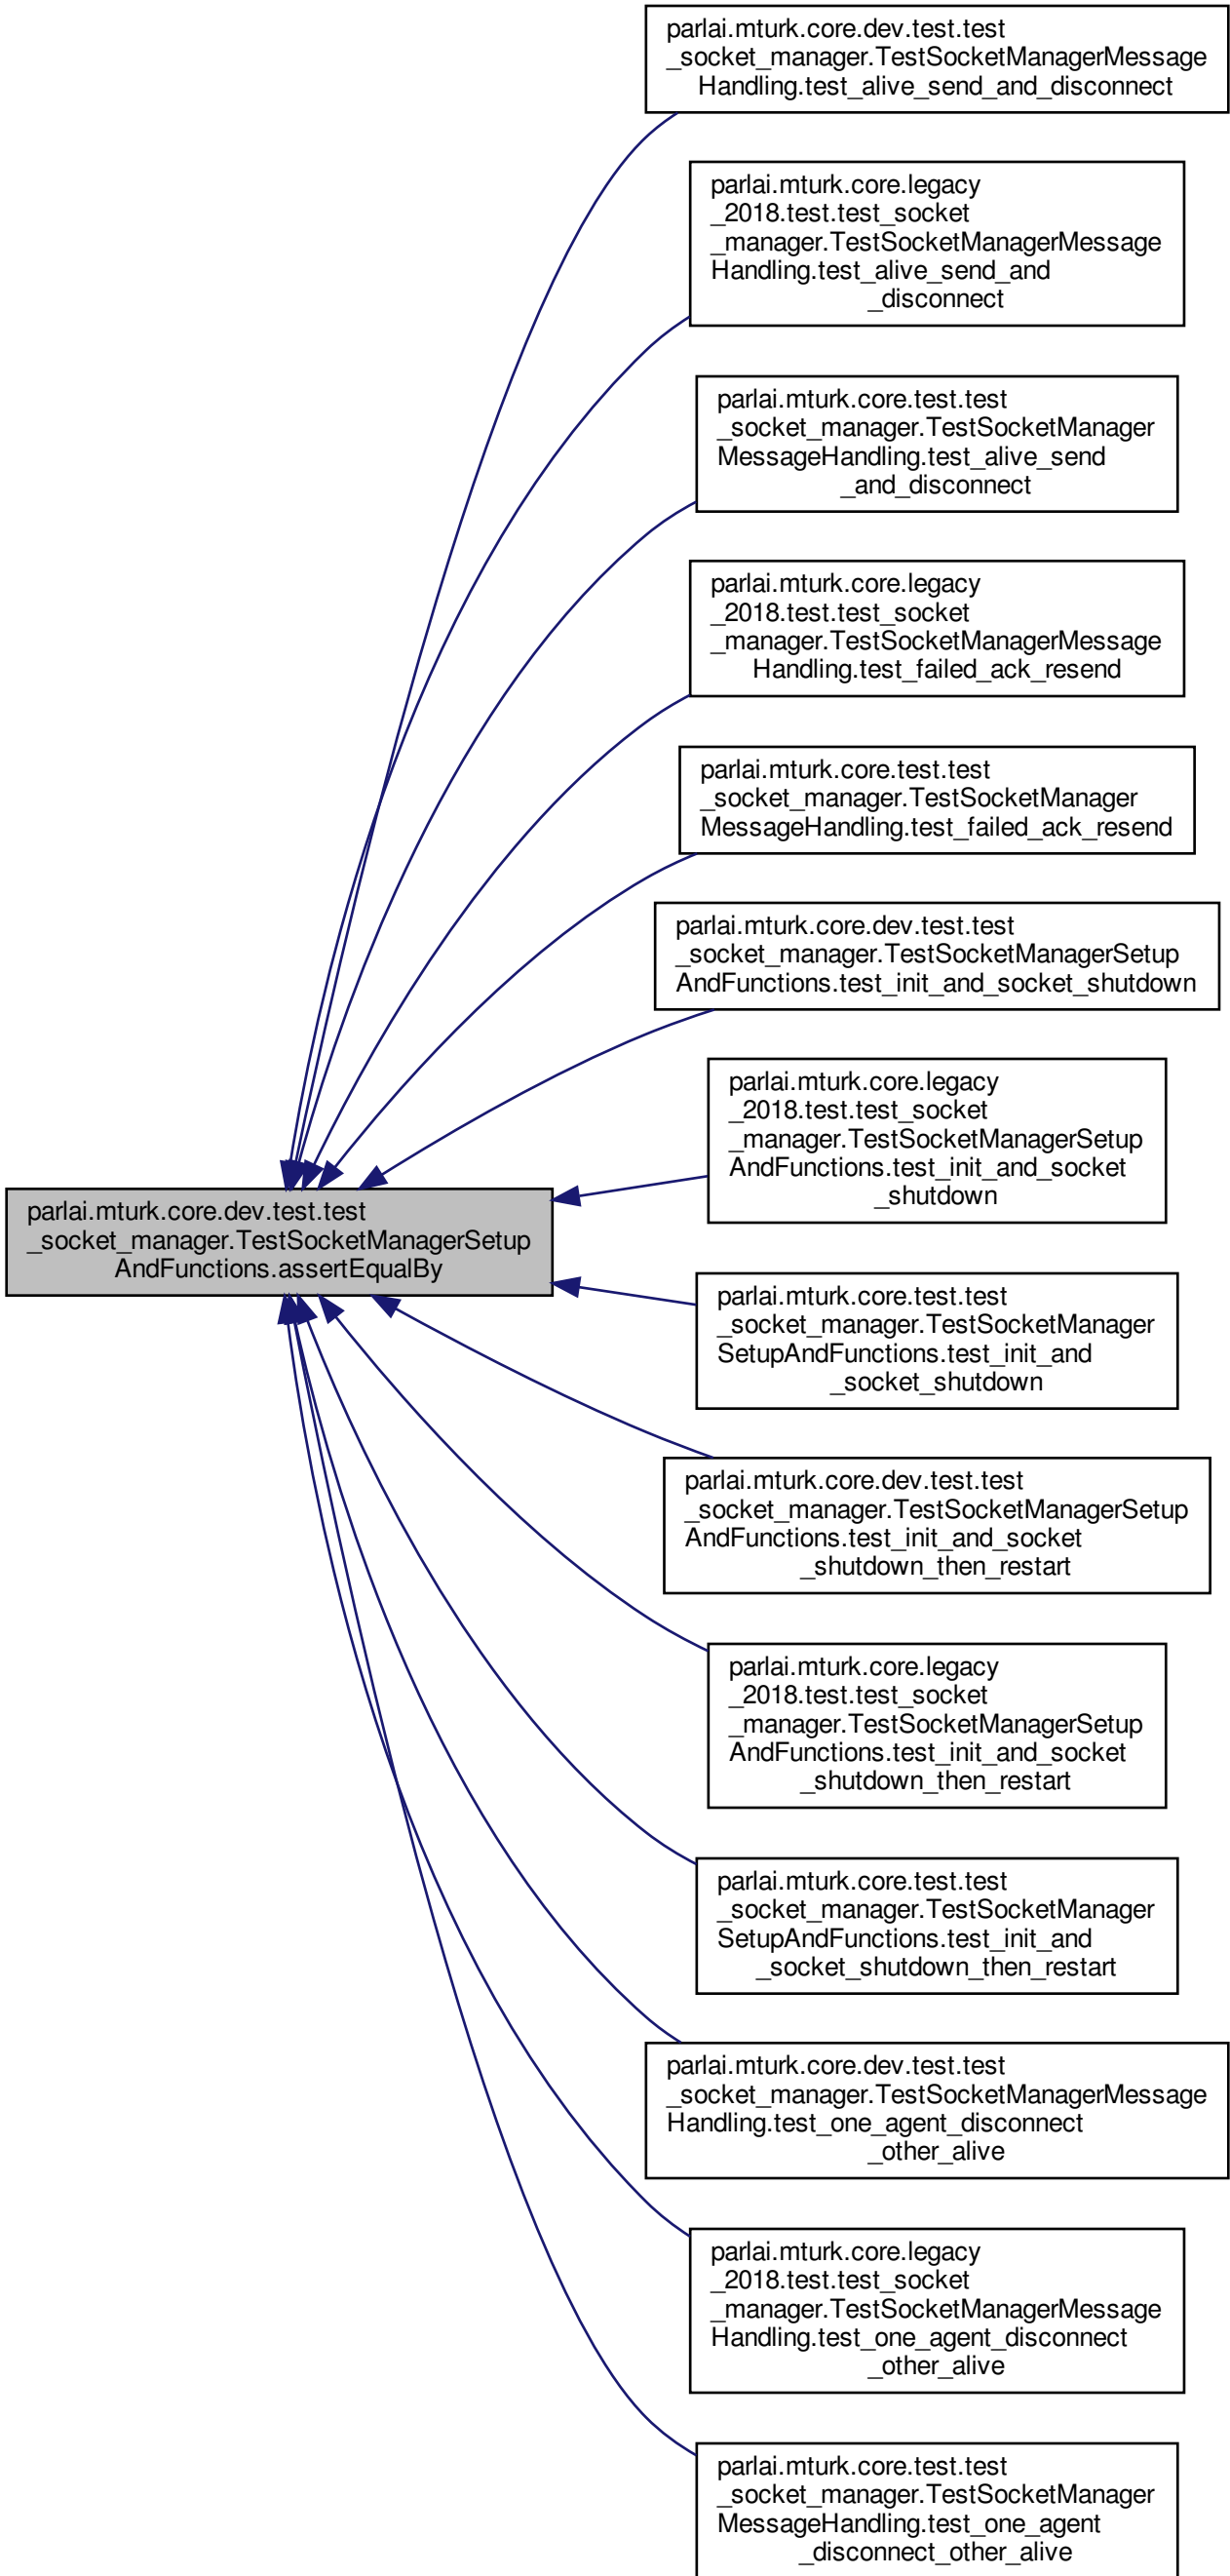 parlai.mturk.core.dev.test.test
_socket_manager.TestSocketManagerMessage
Handling.test_alive_send_and_disconnect
parlai.mturk.core.legacy
_2018.test.test_socket
_manager.TestSocketManagerMessage
Handling.test_alive_send_and
_disconnect
parlai.mturk.core.test.test
_socket_manager.TestSocketManager
MessageHandling.test_alive_send
_and_disconnect
parlai.mturk.core.legacy
_2018.test.test_socket
_manager.TestSocketManagerMessage
Handling.test_failed_ack_resend
parlai.mturk.core.test.test
_socket_manager.TestSocketManager
MessageHandling.test_failed_ack_resend
parlai.mturk.core.dev.test.test
_socket_manager.TestSocketManagerSetup
AndFunctions.test_init_and_socket_shutdown
parlai.mturk.core.legacy
_2018.test.test_socket
_manager.TestSocketManagerSetup
AndFunctions.test_init_and_socket
_shutdown
parlai.mturk.core.dev.test.test
_socket_manager.TestSocketManagerSetup
AndFunctions.assertEqualBy
parlai.mturk.core.test.test
_socket_manager.TestSocketManager
SetupAndFunctions.test_init_and
_socket_shutdown
parlai.mturk.core.dev.test.test
_socket_manager.TestSocketManagerSetup
AndFunctions.test_init_and_socket
_shutdown_then_restart
parlai.mturk.core.legacy
_2018.test.test_socket
_manager.TestSocketManagerSetup
AndFunctions.test_init_and_socket
_shutdown_then_restart
parlai.mturk.core.test.test
_socket_manager.TestSocketManager
SetupAndFunctions.test_init_and
_socket_shutdown_then_restart
parlai.mturk.core.dev.test.test
_socket_manager.TestSocketManagerMessage
Handling.test_one_agent_disconnect
_other_alive
parlai.mturk.core.legacy
_2018.test.test_socket
_manager.TestSocketManagerMessage
Handling.test_one_agent_disconnect
_other_alive
parlai.mturk.core.test.test
_socket_manager.TestSocketManager
MessageHandling.test_one_agent
_disconnect_other_alive